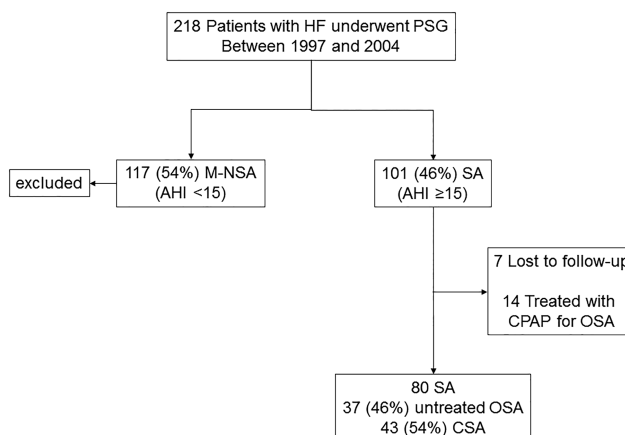 218 Patients with HF underwent PSG
Between 1997 and 2004
117 (54%) M-NSA
(AHI <15)
excluded
101 (46%) SA
(AHI ≥15)
7 Lost to follow-up
14 Treated with
CPAP for OSA
80 SA
37 (46%) untreated OSA
43 (54%) CSA